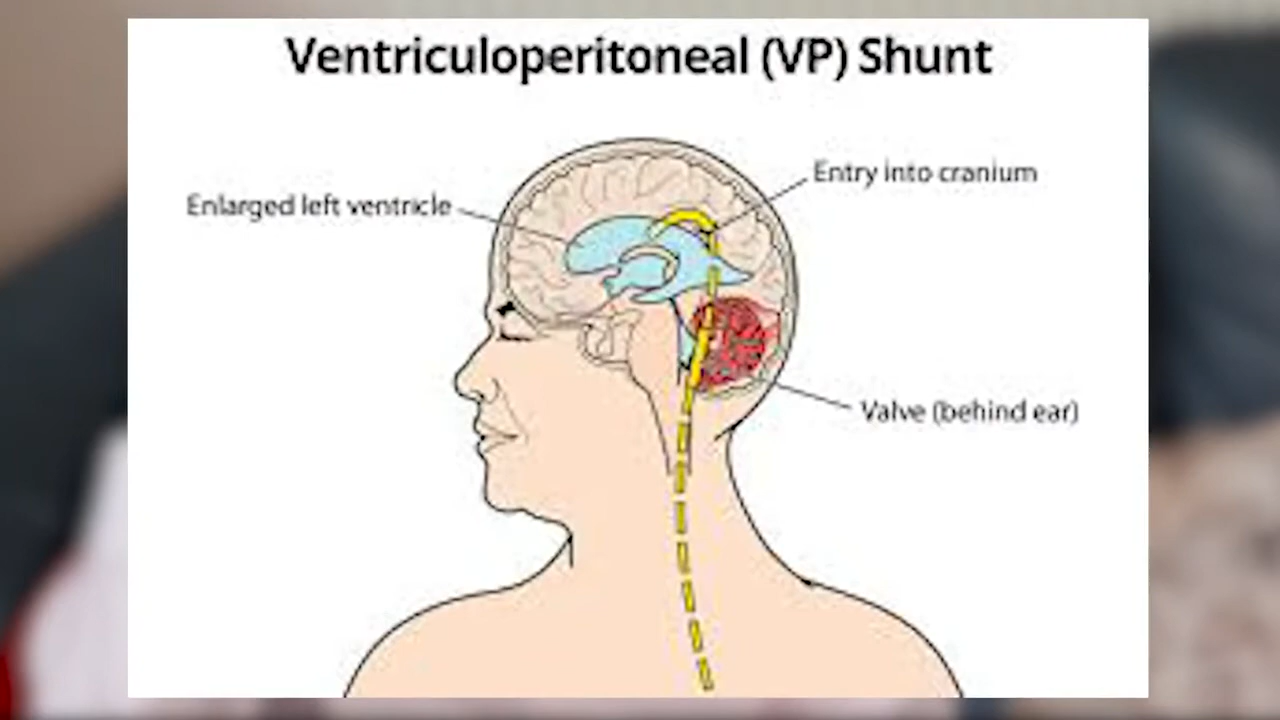 Ventriculoperitoneal (VP) Shunt
Entry into cranium
Enlarged left ventricle
Valve (behind ear)